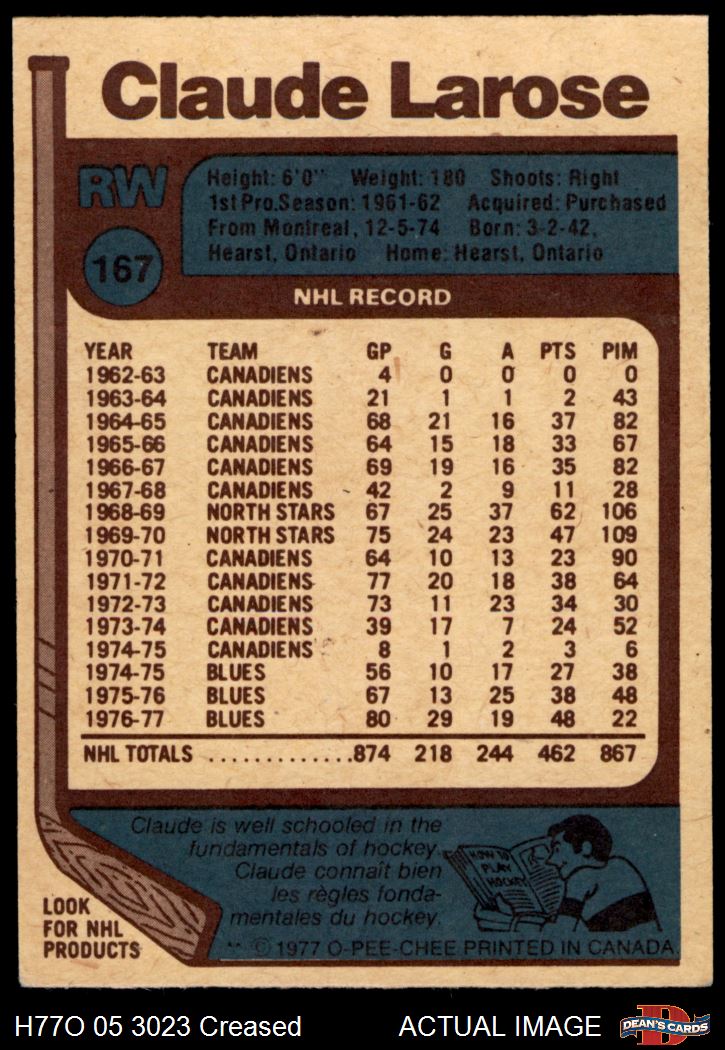 Claude Larose
RW
Height: 6'0" Weight: 180 Shoots: Right
1st Pro.Season: 1961-62 Acquired: Purchased
From Montreal, 12-5-74 Born: 3-2-42,
Hearst, Ontario Home: Hearst, Ontario
167
NHL RECORD
YEAR TEAM GP G A PTS PIM
1962-63 CANADIENS 4 0 0 0 0
1963-64 CANADIENS 21 1 1 2 43
1964-65 CANADIENS 68 21 16 37 82
1965-66 CANADIENS 64 15 18 33 67
1966-67 CANADIENS 69 19 16 35 82
1967-68 CANADIENS 42 2 9 11 28
1968-69 NORTH STARS 67 25 37 62 106
1969-70 NORTH STARS 75 24 23 47 109
1970-71 CANADIENS 64 10 13 23 90
1971-72 CANADIENS 77 20 18 38 64
1972-73 CANADIENS 73 11 23 34 30
1973-74 CANADIENS 39 17 7 24 52
1974-75 CANADIENS 8 1 2 3 6
1974-75 BLUES 56 10 17 27 38
1975-76 BLUES 67 13 25 38 48
1976-77 BLUES 80 29 19 48 22
NHL TOTALS .............874 218 244 462 867
Claude is well schooled in the
fundamentals of hockey.
Claude connaît bien
les règles fonda-
mentales du hockey.
HOW TO
PLAY
HOCKEY
LOOK
FOR NHL
PRODUCTS
** © 1977 O-PEE-CHEE PRINTED IN CANADA
H77O 05 3023 Creased
ACTUAL IMAGE
D
DEAN'S CARDS